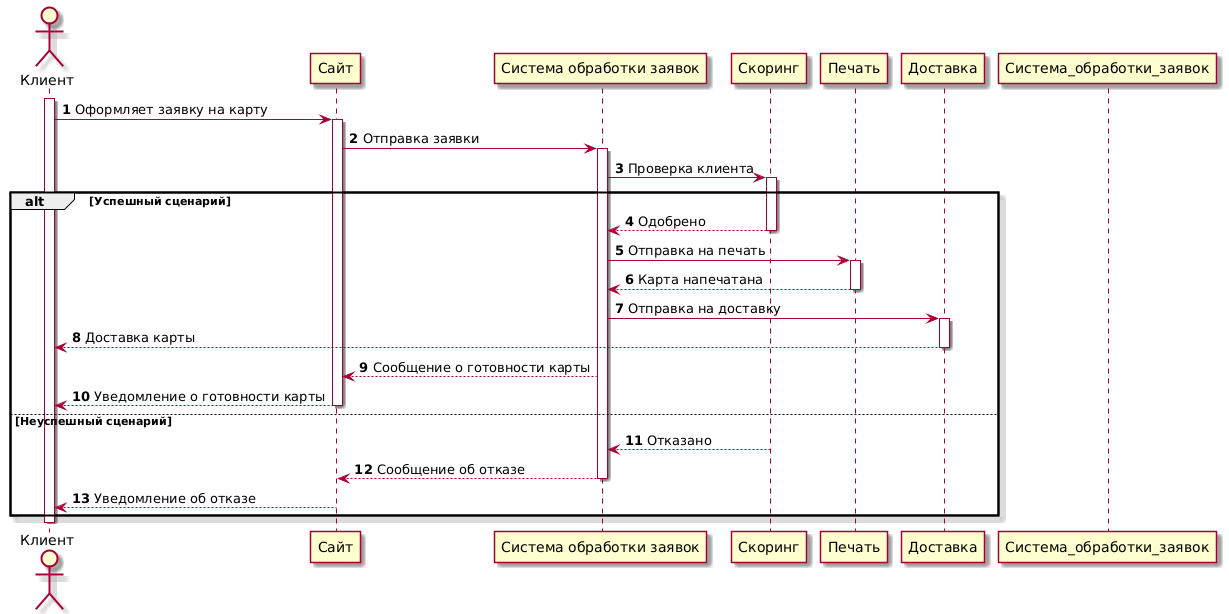 Клиент
Сайт
Система обработки заявок
Скоринг
Печать
Доставка
Система_обработки_заявок
1 Оформляет заявку на карту
2 Отправка заявки
3 Проверка клиента
alt [Успешный сценарий]
4 Одобрено
5 Отправка на печать
6 Карта напечатана
7 Отправка на доставку
8 Доставка карты
9 Сообщение о готовности карты
10 Уведомление о готовности карты
[Неуспешный сценарий]
11 Отказано
12 Сообщение об отказе
13 Уведомление об отказе
Клиент
Сайт
Система обработки заявок
Скоринг
Печать
Доставка
Система_обработки_заявок